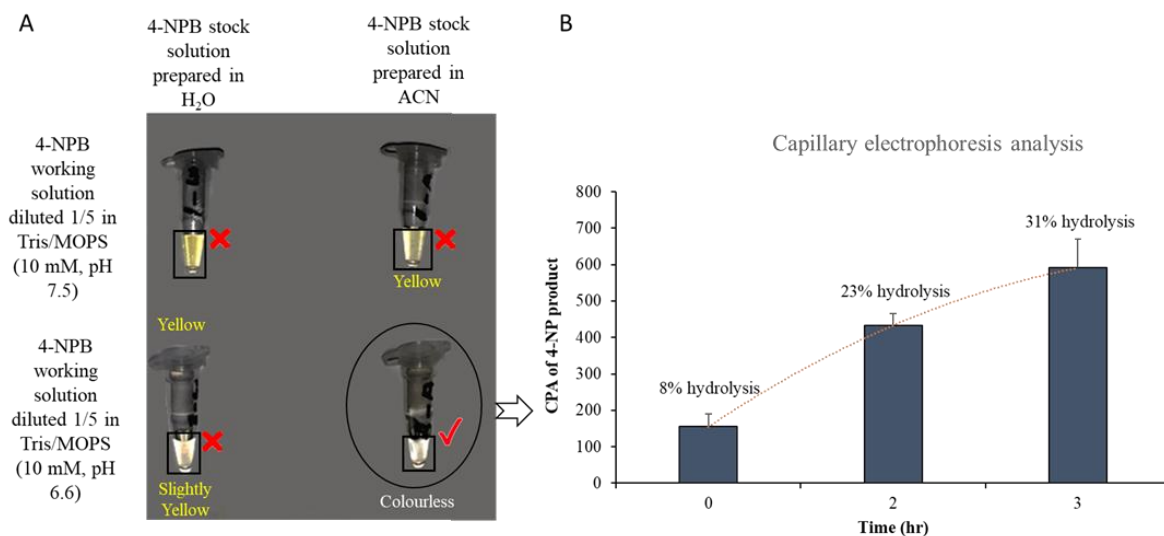 A
4-NPB stock
solution
prepared in
H₂O
4-NPB stock
solution
prepared in
ACN
4-NPB
working
solution
diluted 1/5 in
Tris/MOPS
(10 mM, pH
7.5)
Yellow
Yellow
4-NPB
working
solution
diluted 1/5 in
Tris/MOPS
(10 mM, pH
6.6)
Slightly
Yellow
Colourless
B
Capillary electrophoresis analysis
CPA of 4-NP product
800
700
600
500
400
300
200
100
0
8% hydrolysis
23% hydrolysis
31% hydrolysis
0
2
3
Time (hr)